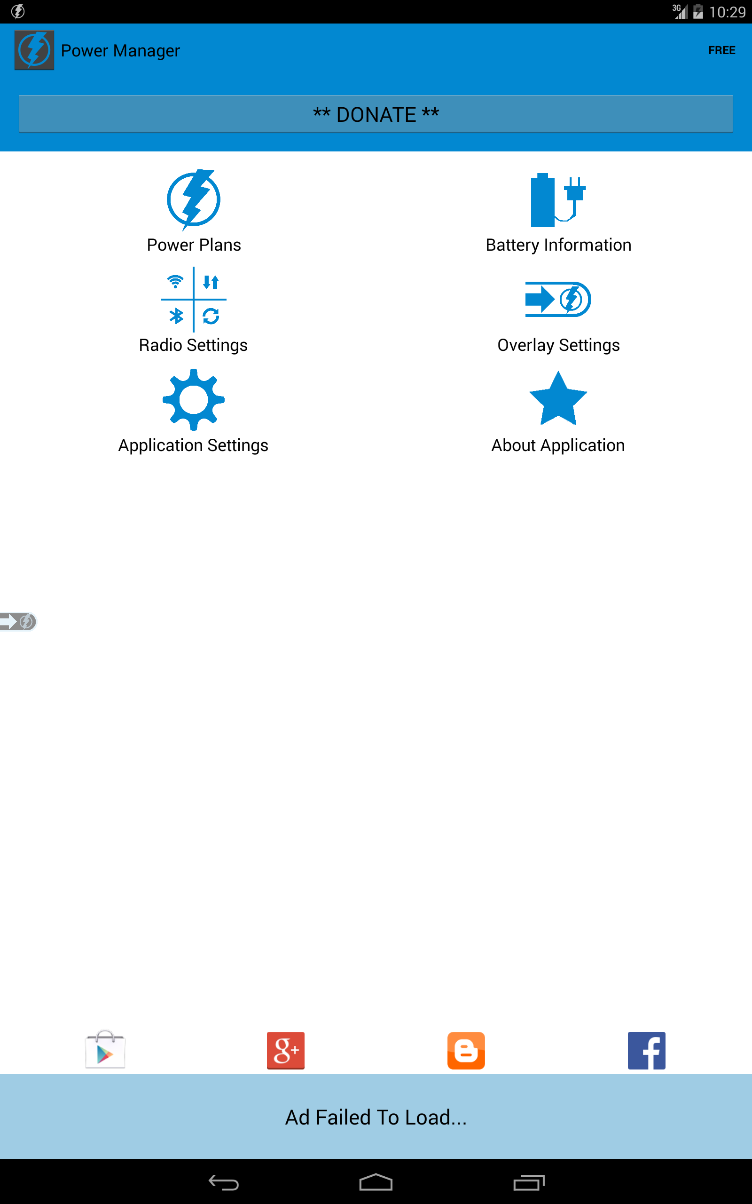 3G 10:29
Power Manager FREE
** DONATE **
Power Plans Battery Information
Radio Settings Overlay Settings
Application Settings About Application
g+
Ad Failed To Load...